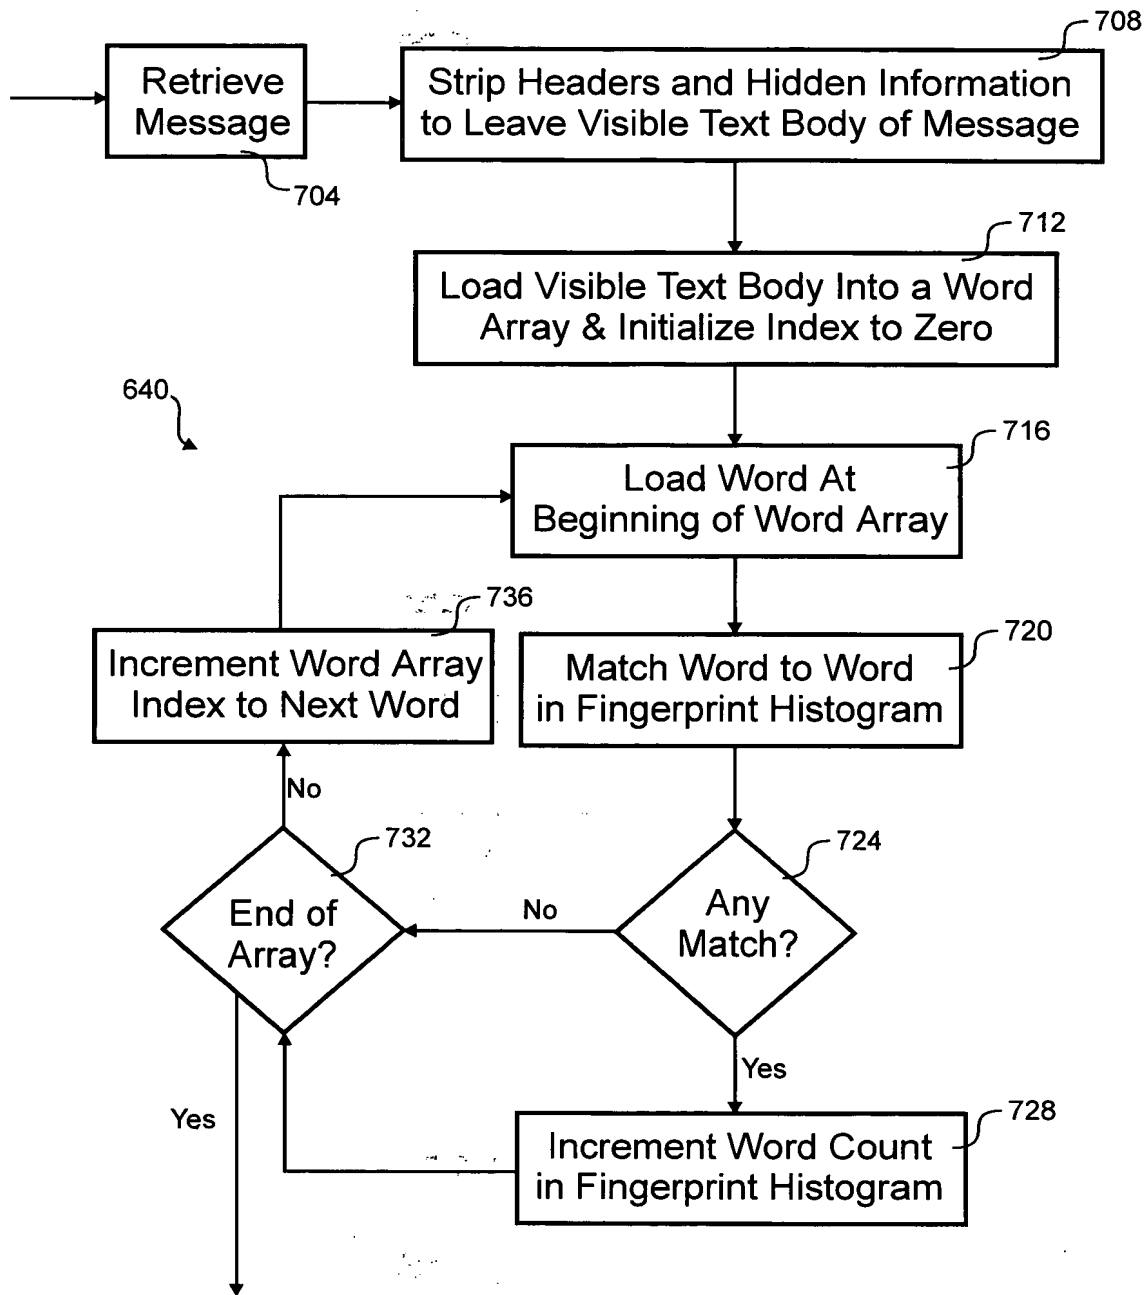 708
Retrieve
Message
704
Strip Headers and Hidden Information
to Leave Visible Text Body of Message
712
Load Visible Text Body Into a Word
Array & Initialize Index to Zero
640
716
Load Word At
Beginning of Word Array
736
Increment Word Array
Index to Next Word
720
Match Word to Word
in Fingerprint Histogram
No
732
End of
Array?
No
724
Any
Match?
Yes
Yes
728
Increment Word Count
in Fingerprint Histogram